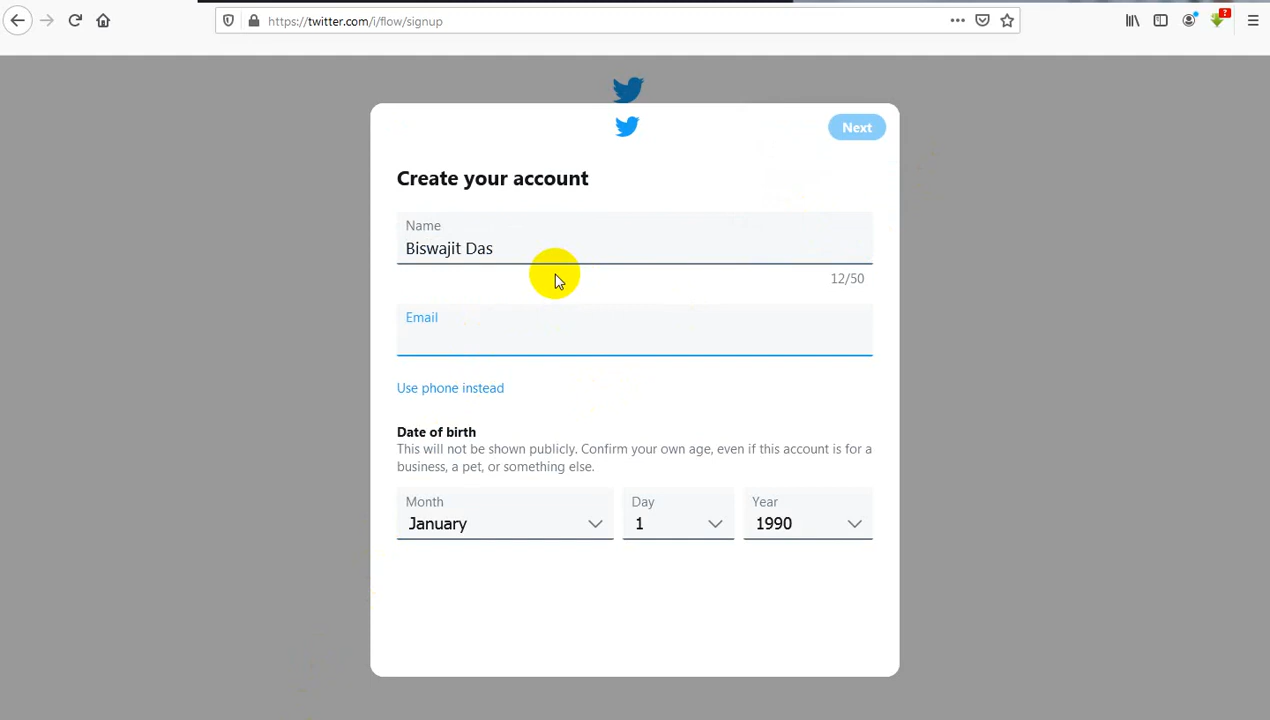 https://twitter.com/i/flow/signup
?
Next
Create your account
Name
Biswajit Das
12/50
Email
Use phone instead
Date of birth
This will not be shown publicly. Confirm your own age, even if this account is for a
business, a pet, or something else.
Month
January
Day
1
Year
1990